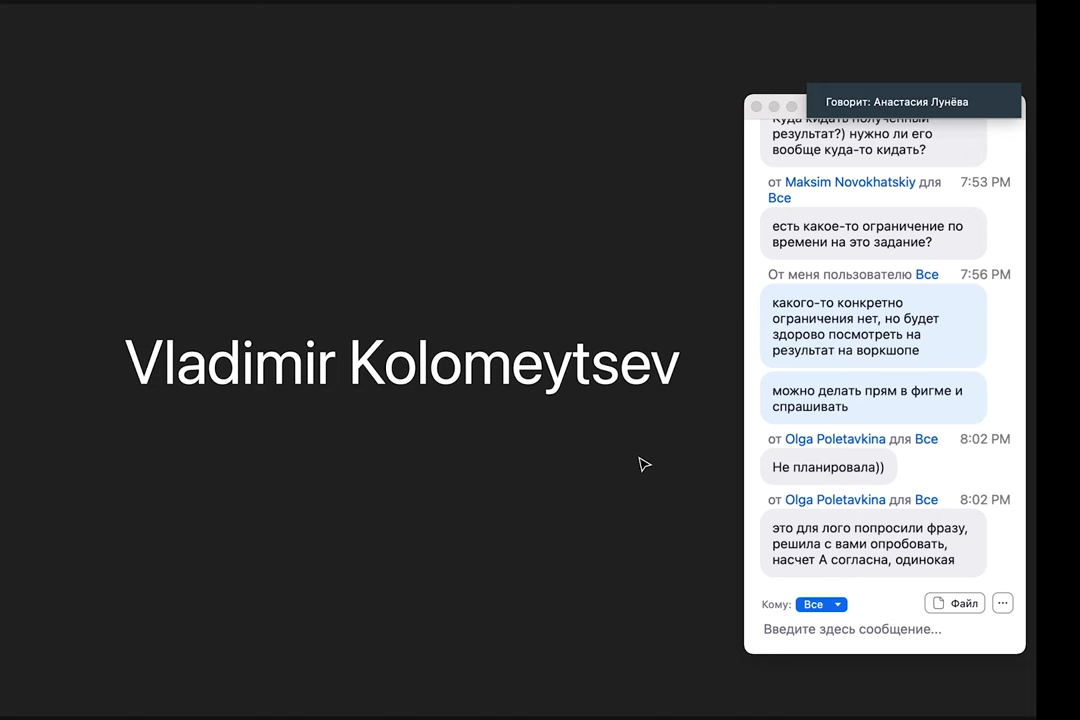 Vladimir Kolomeytsev
Говорит: Анастасия Лунёва
Куда кидать полученный
результат?) нужно ли его
вообще куда-то кидать?
от Maksim Novokhatskiy для 7:53 PM
Все
есть какое-то ограничение по
времени на это задание?
От меня пользователю Все 7:56 PM
какого-то конкретно
ограничения нет, но будет
здорово посмотреть на
результат на воркшопе
можно делать прям в фигме и
спрашивать
от Olga Poletavkina для Все 8:02 PM
Не планировала))
от Olga Poletavkina для Все 8:02 PM
это для лого попросили фразу,
решила с вами опробовать,
насчет А согласна, одинокая
Кому: Все Файл ...
Введите здесь сообщение...